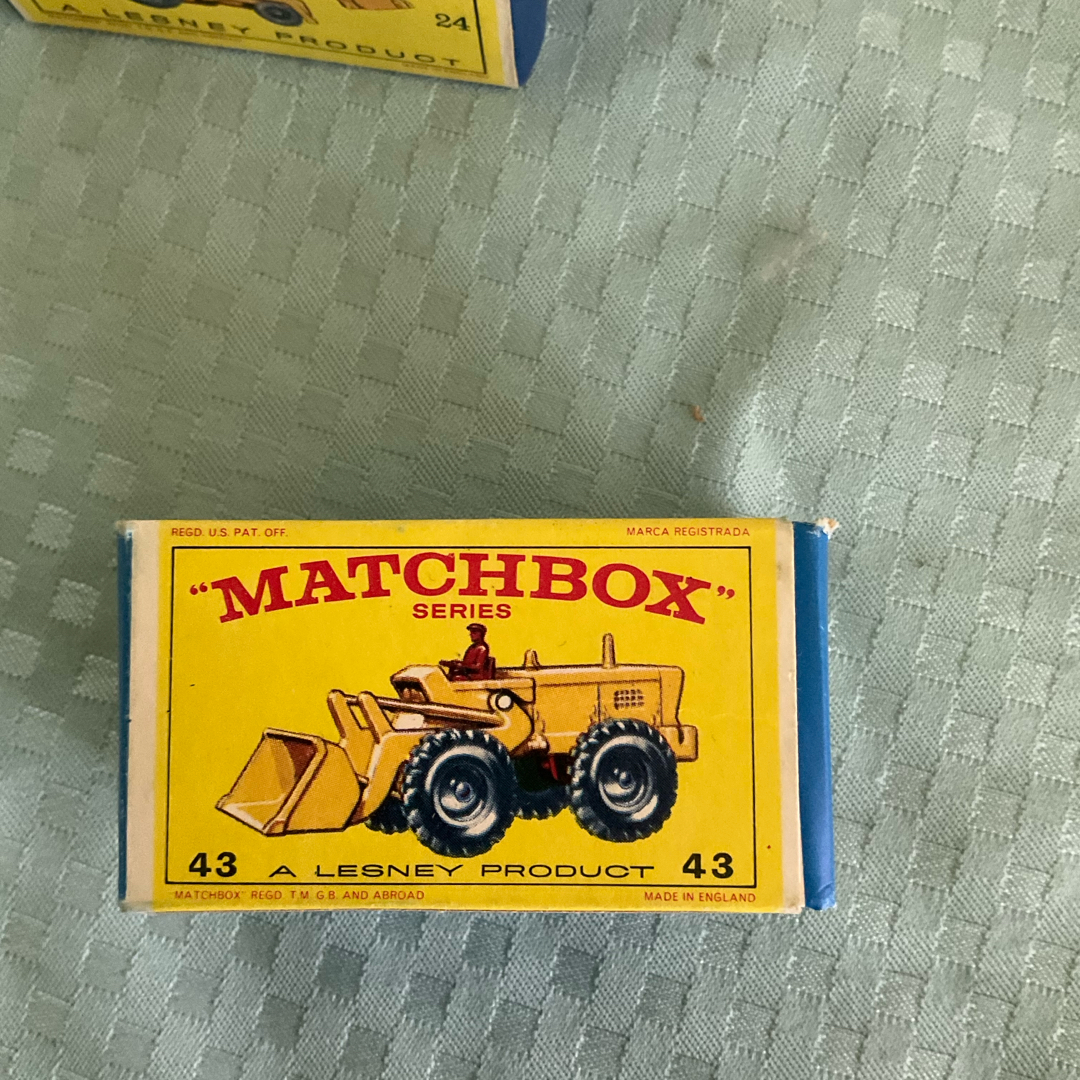 24
A LESNEY PRODUCT
REGD. U.S. PAT. OFF. MARCA REGISTRADA
"MATCHBOX"
SERIES
43 A LESNEY PRODUCT 43
"MATCHBOX" REGD. T.M. G.B. AND ABROAD MADE IN ENGLAND